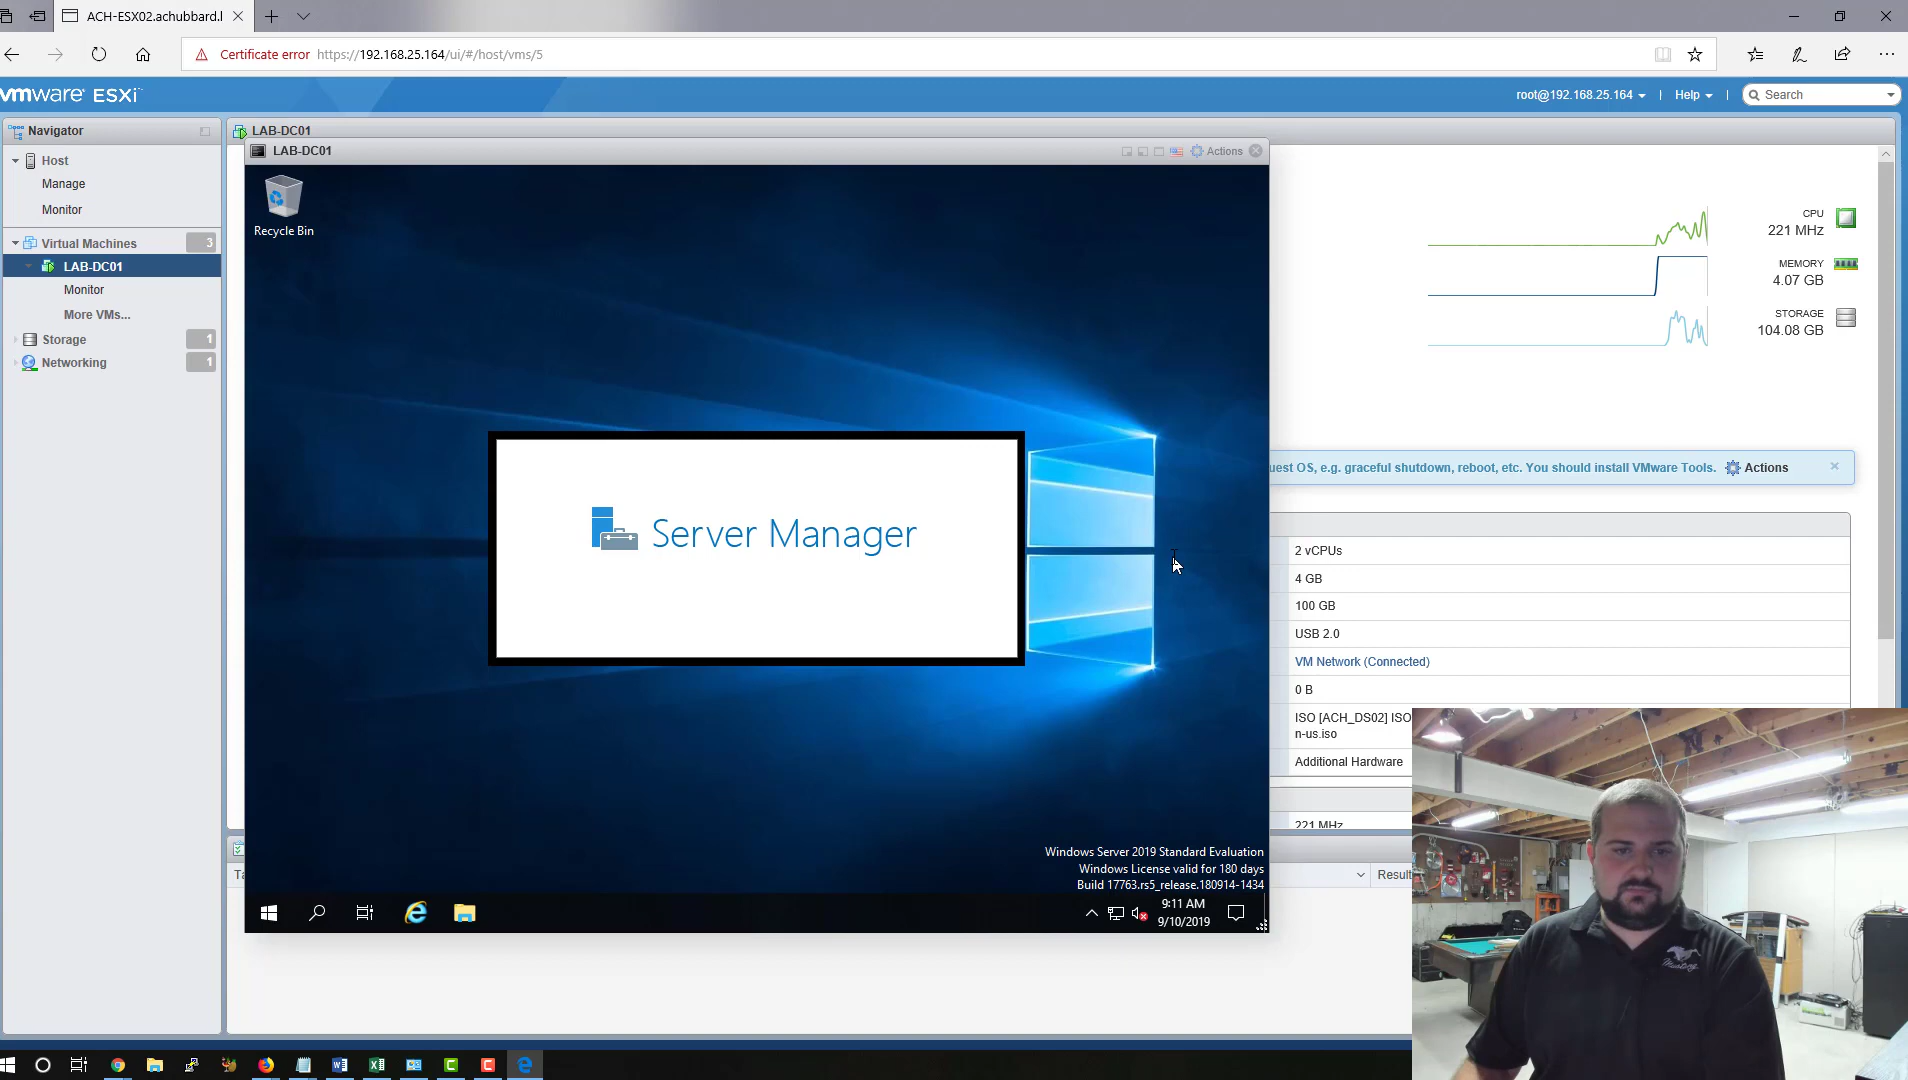 ACH-ESX02.achubbard.l
Certificate error https://192.168.25.164/ui/#/host/vms/5
vmware ESXi
root@192.168.25.164 | Help | Search
Navigator
LAB-DC01
LAB-DC01
Actions
Host
Manage
Monitor
Virtual Machines 3
LAB-DC01
Monitor
More VMs...
Storage 1
Networking 1
Recycle Bin
CPU
221 MHz
MEMORY
4.07 GB
STORAGE
104.08 GB
Server Manager
uest OS, e.g. graceful shutdown, reboot, etc. You should install VMware Tools. Actions
2 vCPUs
4 GB
100 GB
USB 2.0
VM Network (Connected)
0 B
ISO [ACH_DS02] ISO
n-us.iso
Additional Hardware
221 MHz
Windows Server 2019 Standard Evaluation
Windows License valid for 180 days
Build 17763.rs5_release.180914-1434
Ta
Result
9:11 AM
9/10/2019
Mustang